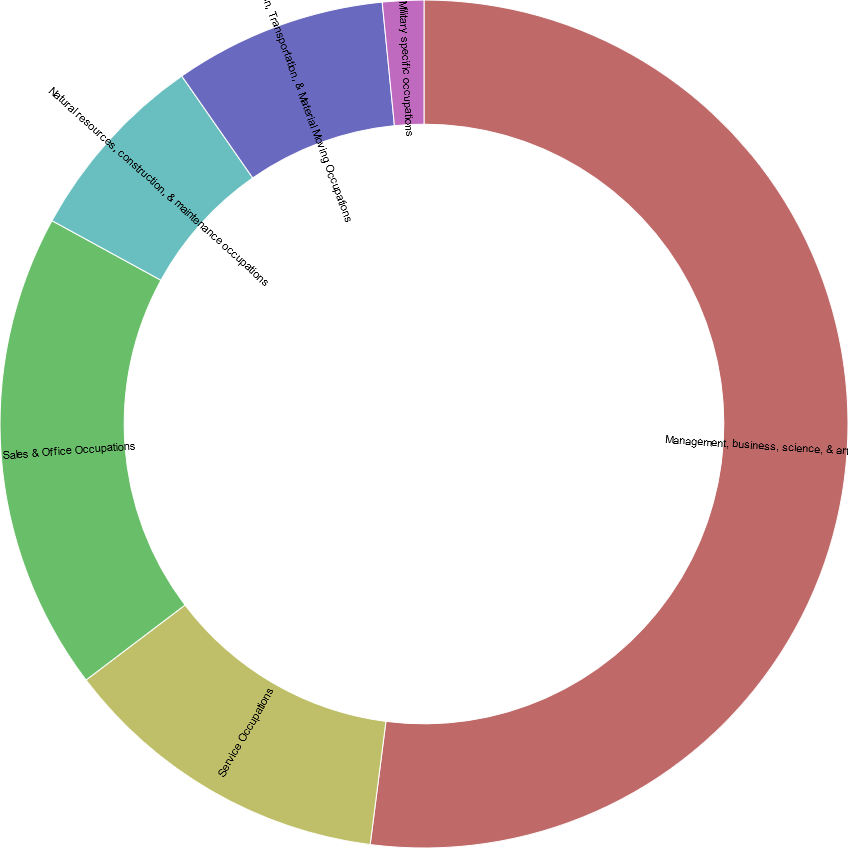 Military specific occupations
Transportation, & Material Moving Occupations
Natural resources, construction, & maintenance occupations
Management, business, science, &
Sales & Office Occupations
Service Occupations